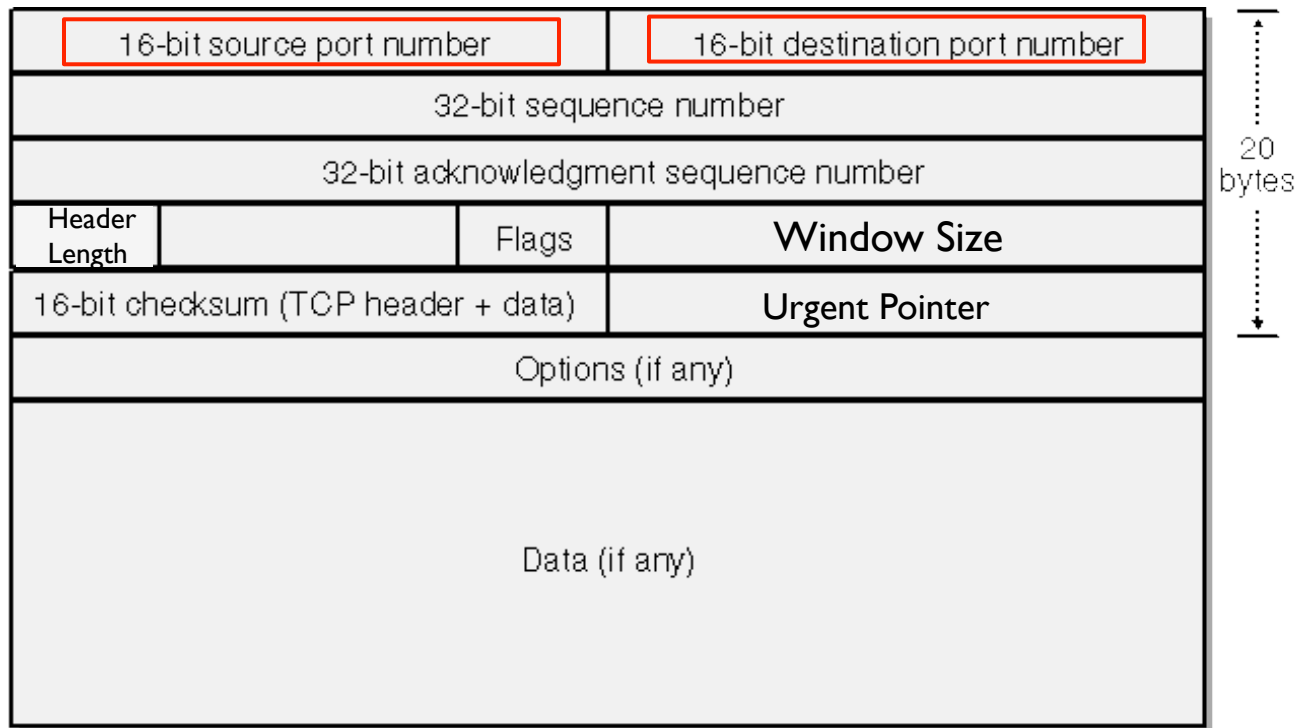 16-bit source port number 16-bit destination port number
32-bit sequence number
32-bit acknowledgment sequence number
20
bytes
Header
Length
Flags Window Size
16-bit checksum (TCP header + data) Urgent Pointer
Options (if any)
Data (if any)